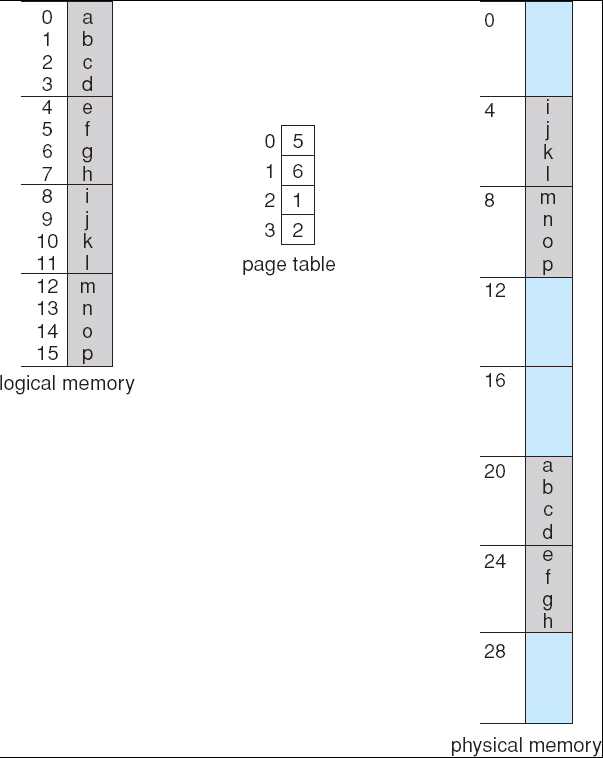 0 a
1 b
2 c
3 d
4 e
5 f
6 g
7 h
8 i
9 j
10 k
11 l
12 m
13 n
14 o
15 p
logical memory
0 5
1 6
2 1
3 2
page table
0
4 i
j
k
l
8 m
n
o
p
12
16
20 a
b
c
d
24 e
f
g
h
28
physical memory